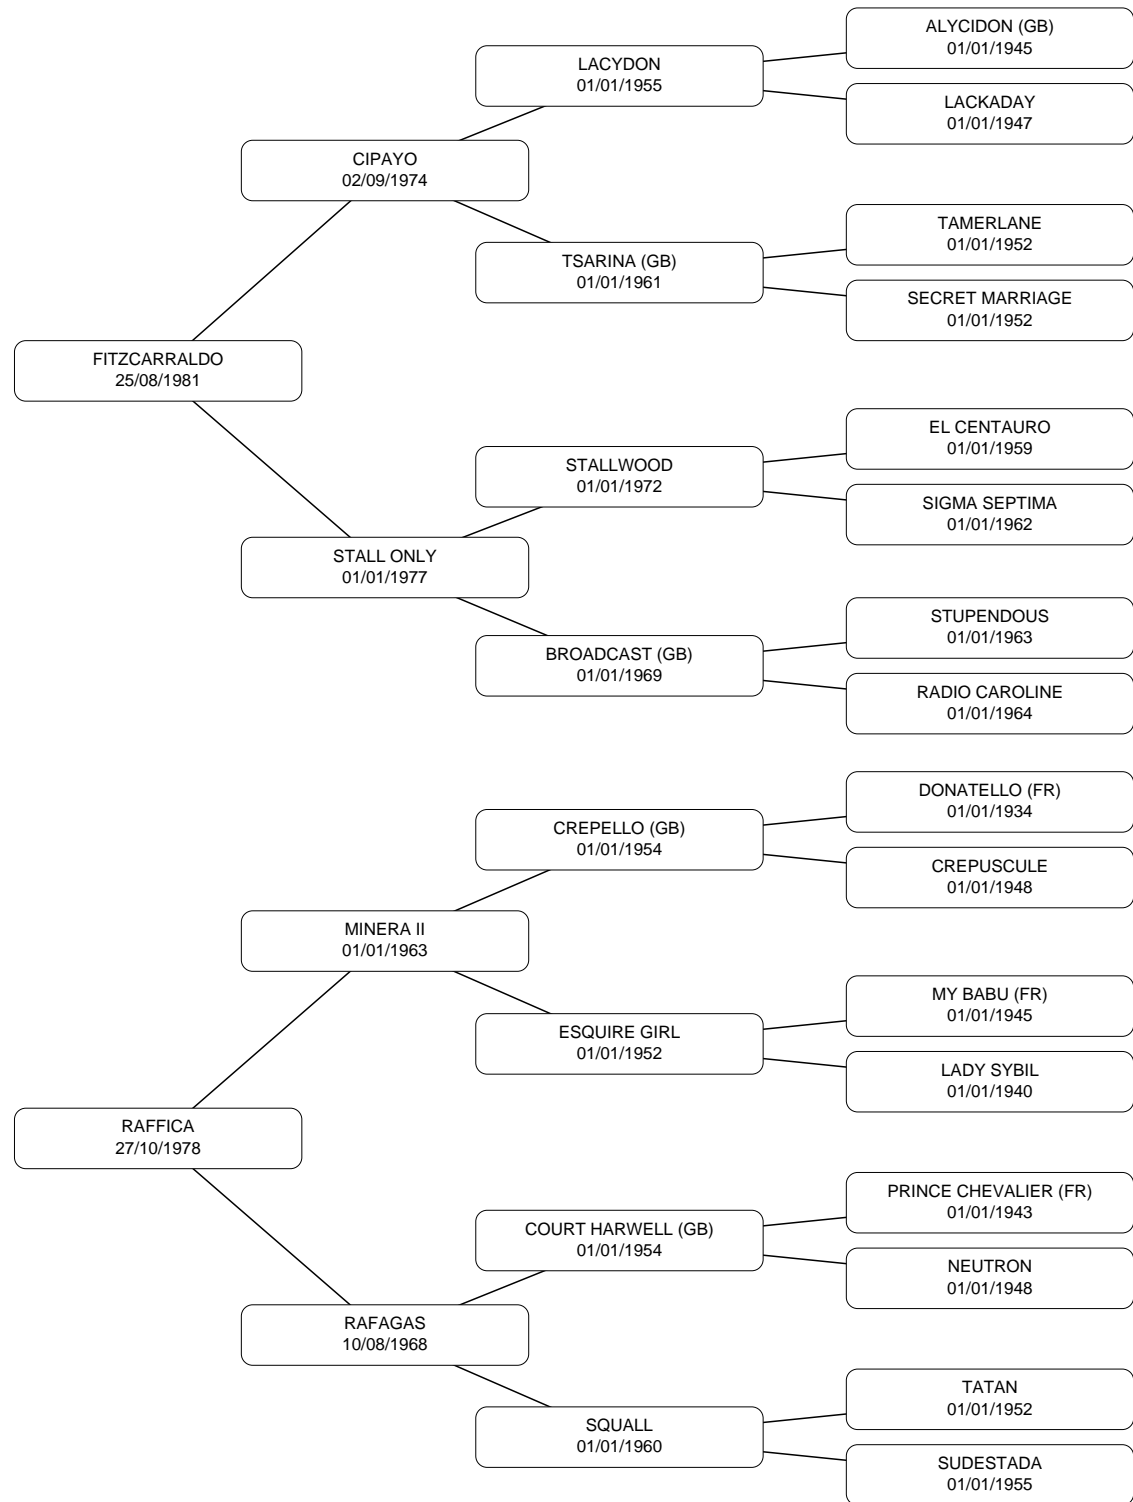 ALYCIDON (GB)
01/01/1945
LACYDON
01/01/1955
LACKADAY
01/01/1947
CIPAYO
02/09/1974
TAMERLANE
01/01/1952
TSARINA (GB)
01/01/1961
SECRET MARRIAGE
01/01/1952
FITZCARRALDO
25/08/1981
EL CENTAURO
01/01/1959
STALLWOOD
01/01/1972
SIGMA SEPTIMA
01/01/1962
STALL ONLY
01/01/1977
STUPENDOUS
01/01/1963
BROADCAST (GB)
01/01/1969
RADIO CAROLINE
01/01/1964
DONATELLO (FR)
01/01/1934
CREPELLO (GB)
01/01/1954
CREPUSCULE
01/01/1948
MINERA II
01/01/1963
MY BABU (FR)
01/01/1945
ESQUIRE GIRL
01/01/1952
LADY SYBIL
01/01/1940
RAFFICA
27/10/1978
PRINCE CHEVALIER (FR)
01/01/1943
COURT HARWELL (GB)
01/01/1954
NEUTRON
01/01/1948
RAFAGAS
10/08/1968
TATAN
01/01/1952
SQUALL
01/01/1960
SUDESTADA
01/01/1955